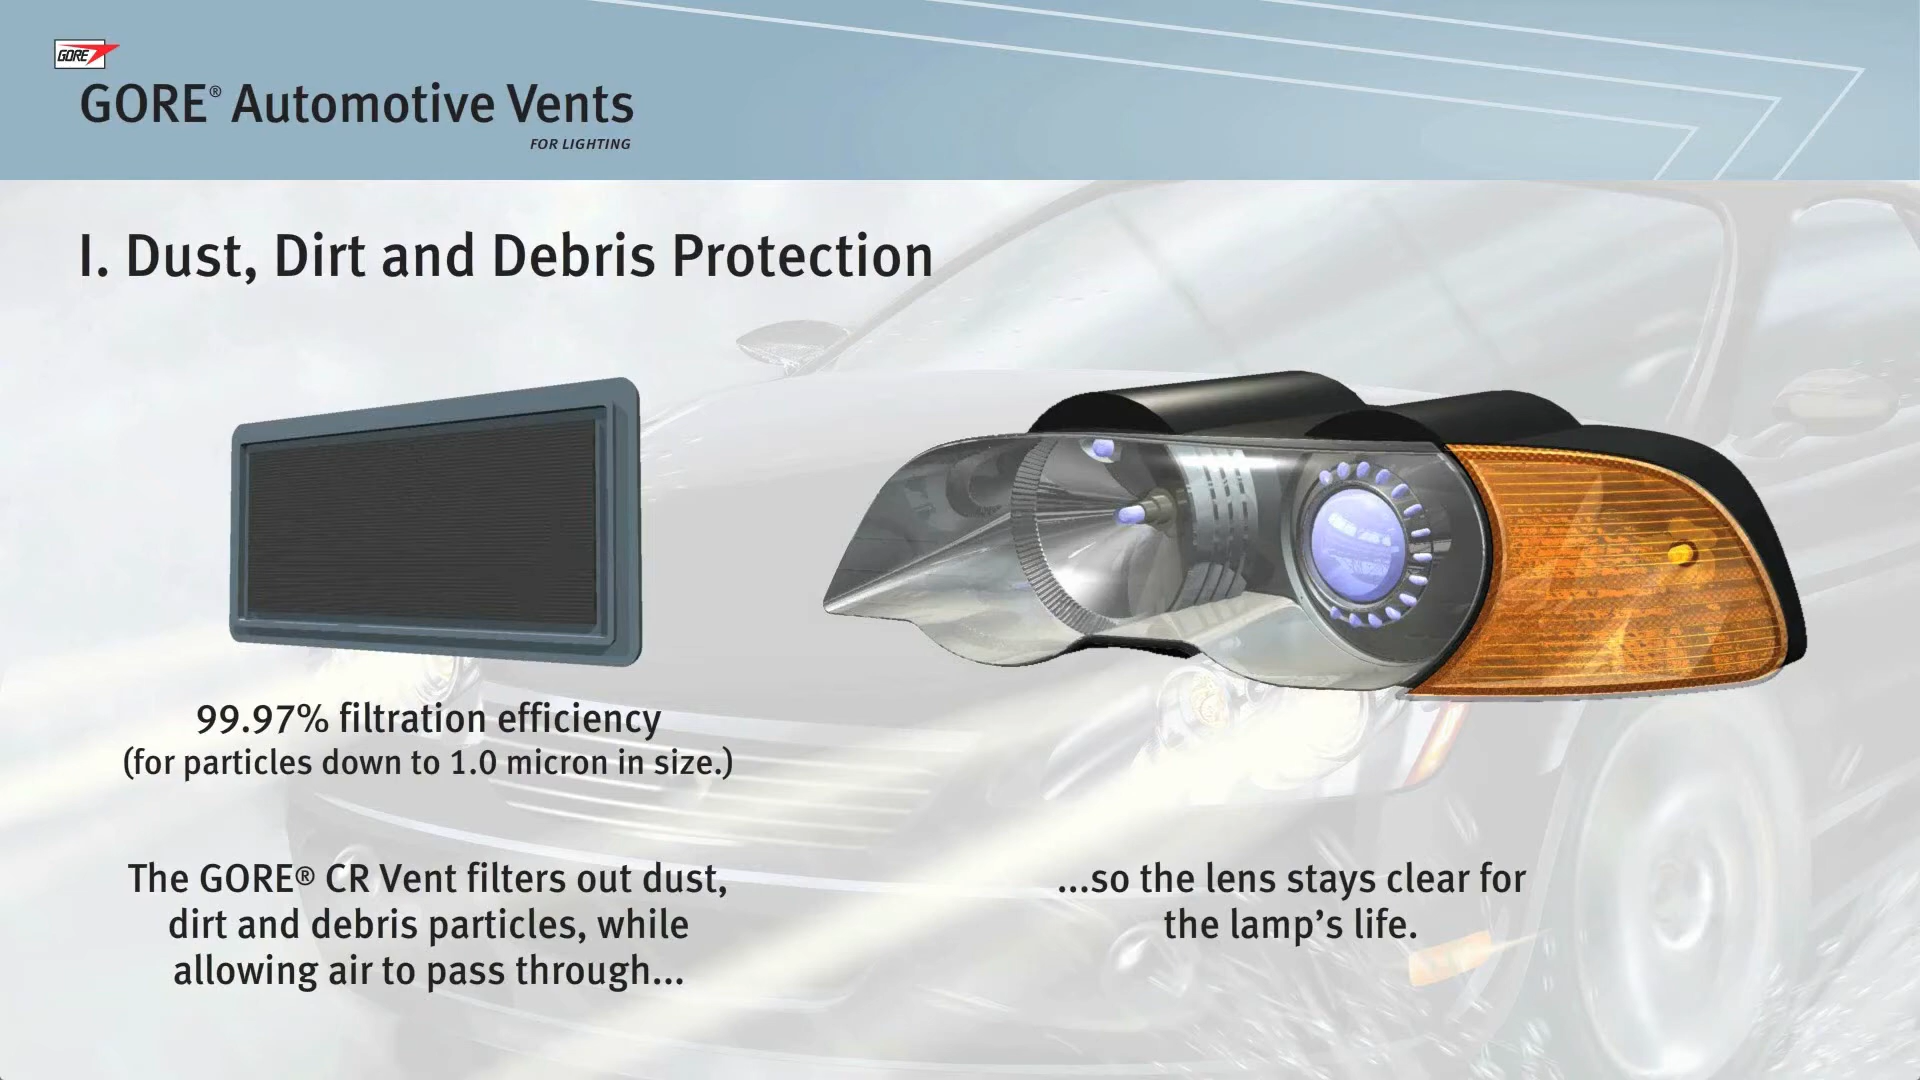 GORE
GORE® Automotive Vents
FOR LIGHTING
I. Dust, Dirt and Debris Protection
99.97% filtration efficiency
(for particles down to 1.0 micron in size.)
The GORE® CR Vent filters out dust,
dirt and debris particles, while
allowing air to pass through...
...so the lens stays clear for
the lamp’s life.